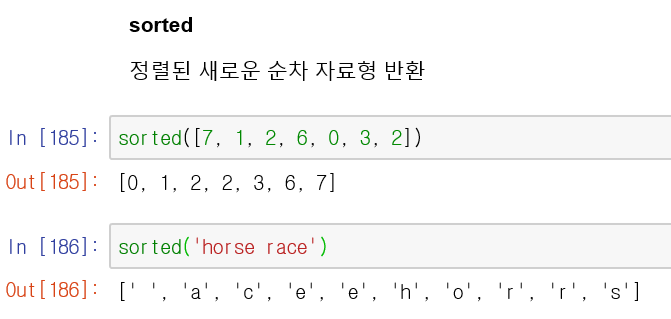 sorted
정렬된 새로운 순차 자료형 반환
In [185]: sorted([7, 1, 2, 6, 0, 3, 2])
Out[185]: [0, 1, 2, 2, 3, 6, 7]
In [186]: sorted('horse race')
Out[186]: [' ', 'a', 'c', 'e', 'e', 'h', 'o', 'r', 'r', 's']